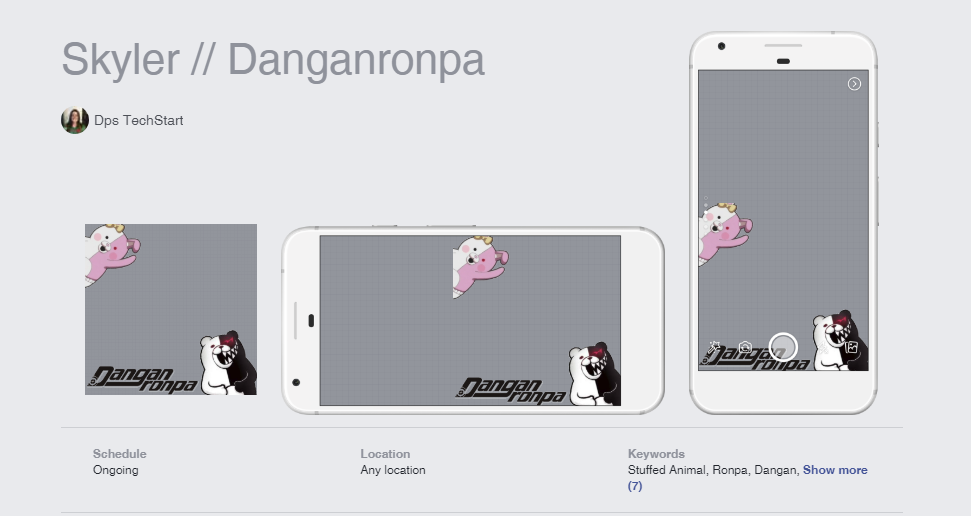 Skyler // Danganronpa
Dps TechStart
Dangan
ronpa
Dangan
ronpa
Dangan
ronpa
Schedule
Ongoing
Location
Any location
Keywords
Stuffed Animal, Ronpa, Dangan, Show more
(7)